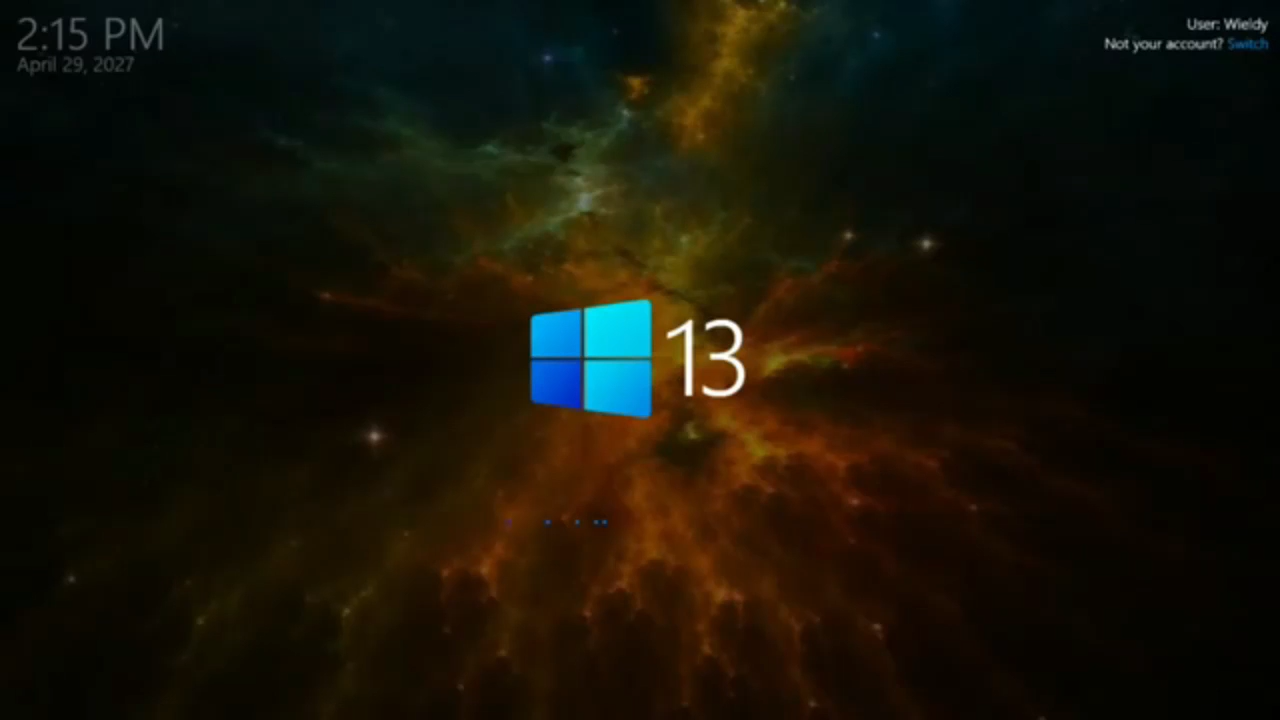 2:15 PM
April 29, 2027
User: Wieldy
Not your account? Switch
13